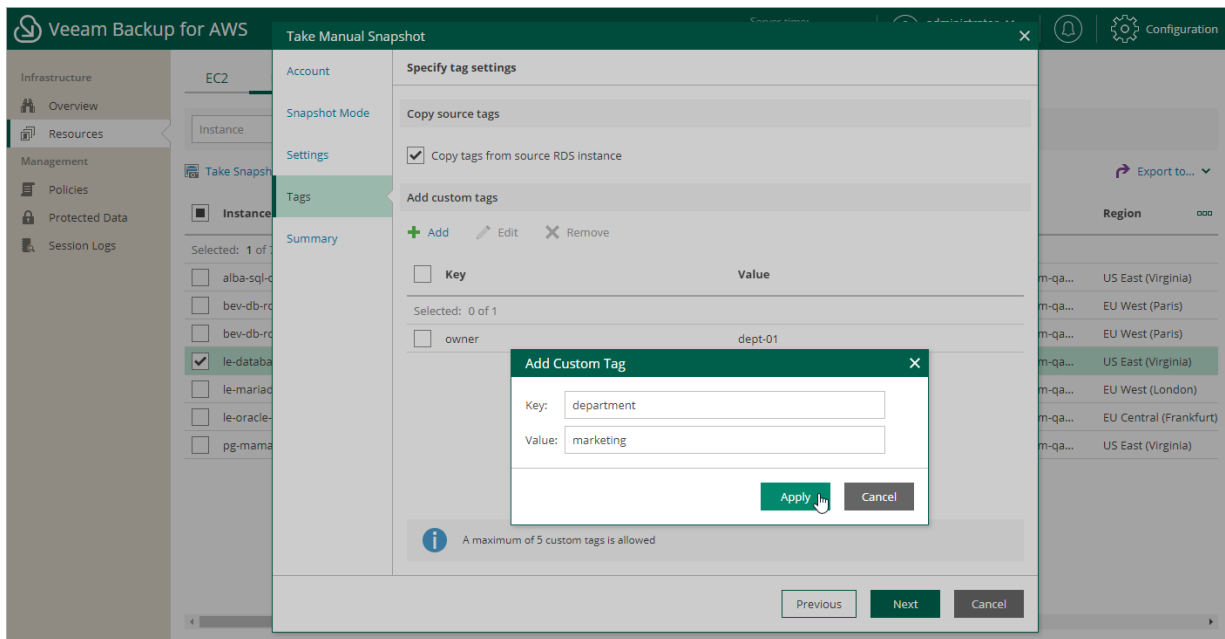 Veeam Backup for AWS
Configuration
Take Manual Snapshot
Infrastructure
Overview
Resources
Management
Policies
Protected Data
Session Logs
EC2
Instance
Take Snapsh
Export to...
Instance
Region
Selected: 1 of 7
alba-sql-c
m-qa... US East (Virginia)
bev-db-rc
m-qa... EU West (Paris)
bev-db-rc
m-qa... EU West (Paris)
le-databa
m-qa... US East (Virginia)
le-mariad
m-qa... EU West (London)
le-oracle-
m-qa... EU Central (Frankfurt)
pg-mama
m-qa... US East (Virginia)
Account
Snapshot Mode
Settings
Tags
Summary
Specify tag settings
Copy source tags
Copy tags from source RDS instance
Add custom tags
Add Edit Remove
Key Value
Selected: 0 of 1
owner dept-01
Add Custom Tag
Key: department
Value: marketing
Apply Cancel
A maximum of 5 custom tags is allowed
Previous Next Cancel